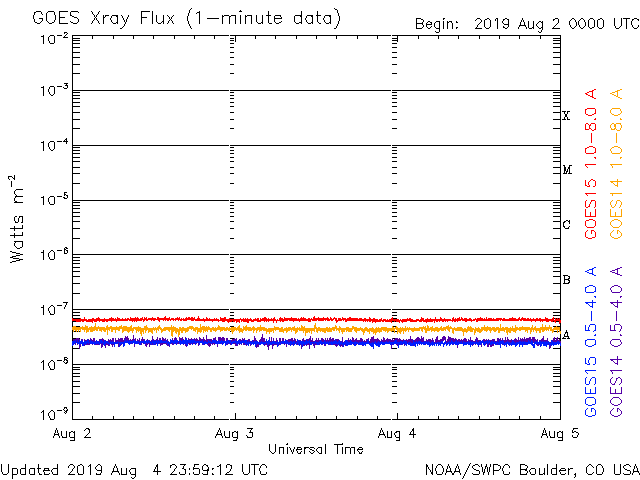 GOES Xray Flux (1-minute data)
Begin: 2019 Aug 2 0000 UTC
10-2
10-3
10-4
10-5
10-6
10-7
10-8
10-9
Watts m-2
X
M
C
B
A
GOES15 1.0-8.0 A
GOES14 1.0-8.0 A
GOES15 0.5-4.0 A
GOES14 0.5-4.0 A
Aug 2
Aug 3
Aug 4
Aug 5
Universal Time
Updated 2019 Aug 4 23:59:12 UTC
NOAA/SWPC Boulder, CO USA